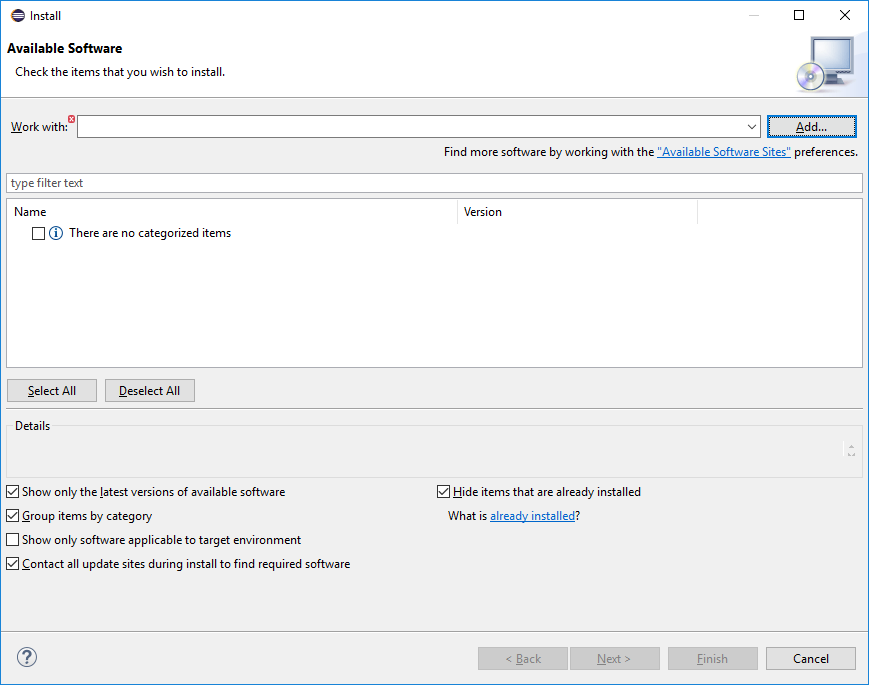 Install
Available Software
Check the items that you wish to install.
Work with:
Add...
Find more software by working with the "Available Software Sites" preferences.
type filter text
Name Version
There are no categorized items
Select All Deselect All
Details
Show only the latest versions of available software Hide items that are already installed
Group items by category What is already installed?
Show only software applicable to target environment
Contact all update sites during install to find required software
? < Back Next > Finish Cancel